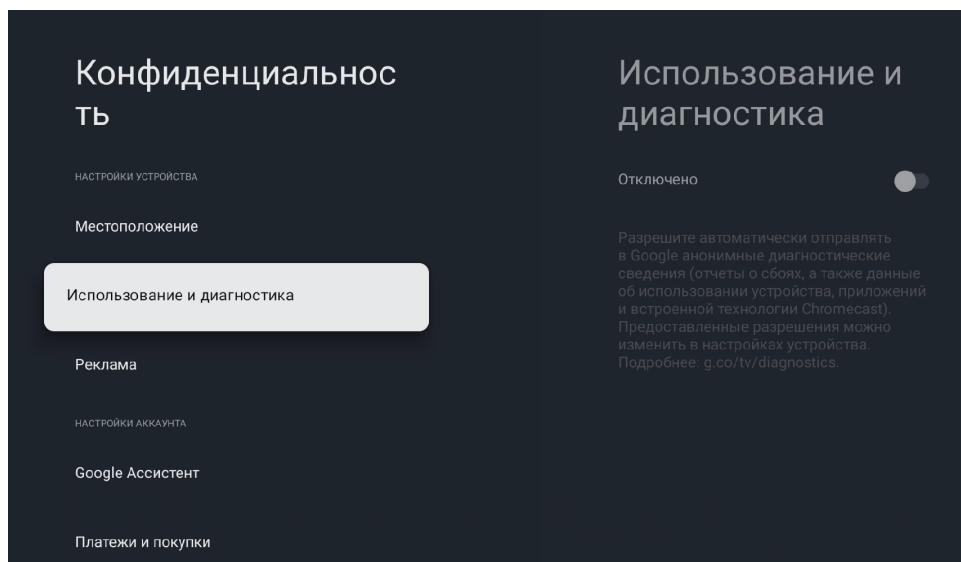 Конфиденциальнос
ть
НАСТРОЙКИ УСТРОЙСТВА
Местоположение
Использование и диагностика
Реклама
НАСТРОЙКИ АККАУНТА
Google Ассистент
Платежи и покупки
Использование и
диагностика
Отключено
Разрешите автоматически отправлять
в Google анонимные диагностические
сведения (отчеты о сбоях, а также данные
об использовании устройства, приложений
и встроенной технологии Chromecast).
Предоставленные разрешения можно
изменить в настройках устройства.
Подробнее: g.co/tv/diagnostics.